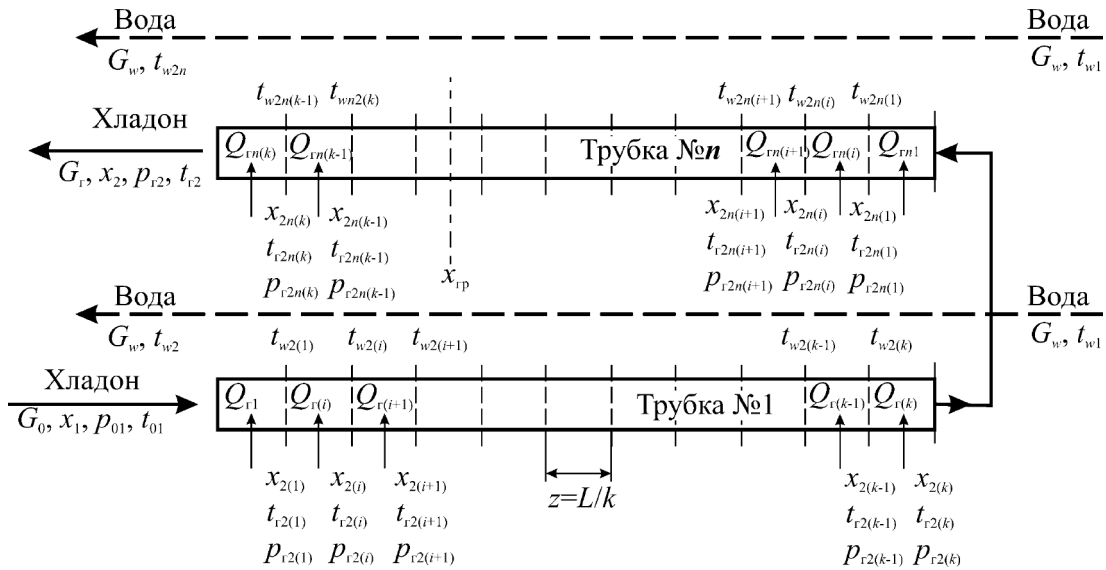 Вода Вода
G_w, t_w2n G_w, t_w1
t_w2n(k-1) t_wn2(k) t_w2n(i+1) t_w2n(i) t_w2n(1)
Хладон
Q_гn(k) Q_гn(k-1) Трубка №n Q_гn(i+1) Q_гn(i) Q_гn1
G_г, x_2, p_г2, t_г2
x_2n(k) x_2n(k-1) x_2n(i+1) x_2n(i) x_2n(1)
t_г2n(k) t_г2n(k-1) t_г2n(i+1) t_г2n(i) t_г2n(1)
p_г2n(k) p_г2n(k-1) x_гр p_г2n(i+1) p_г2n(i) p_г2n(1)
Вода Вода
G_w, t_w2 t_w2(1) t_w2(i) t_w2(i+1) t_w2(k-1) t_w2(k) G_w, t_w1
Хладон
Q_г1 Q_г(i) Q_г(i+1) Трубка №1 Q_г(k-1) Q_г(k)
G_0, x_1, p_01, t_01
x_2(1) x_2(i) x_2(i+1) z=L/k x_2(k-1) x_2(k)
t_г2(1) t_г2(i) t_г2(i+1) t_г2(k-1) t_г2(k)
p_г2(1) p_г2(i) p_г2(i+1) p_г2(k-1) p_г2(k)